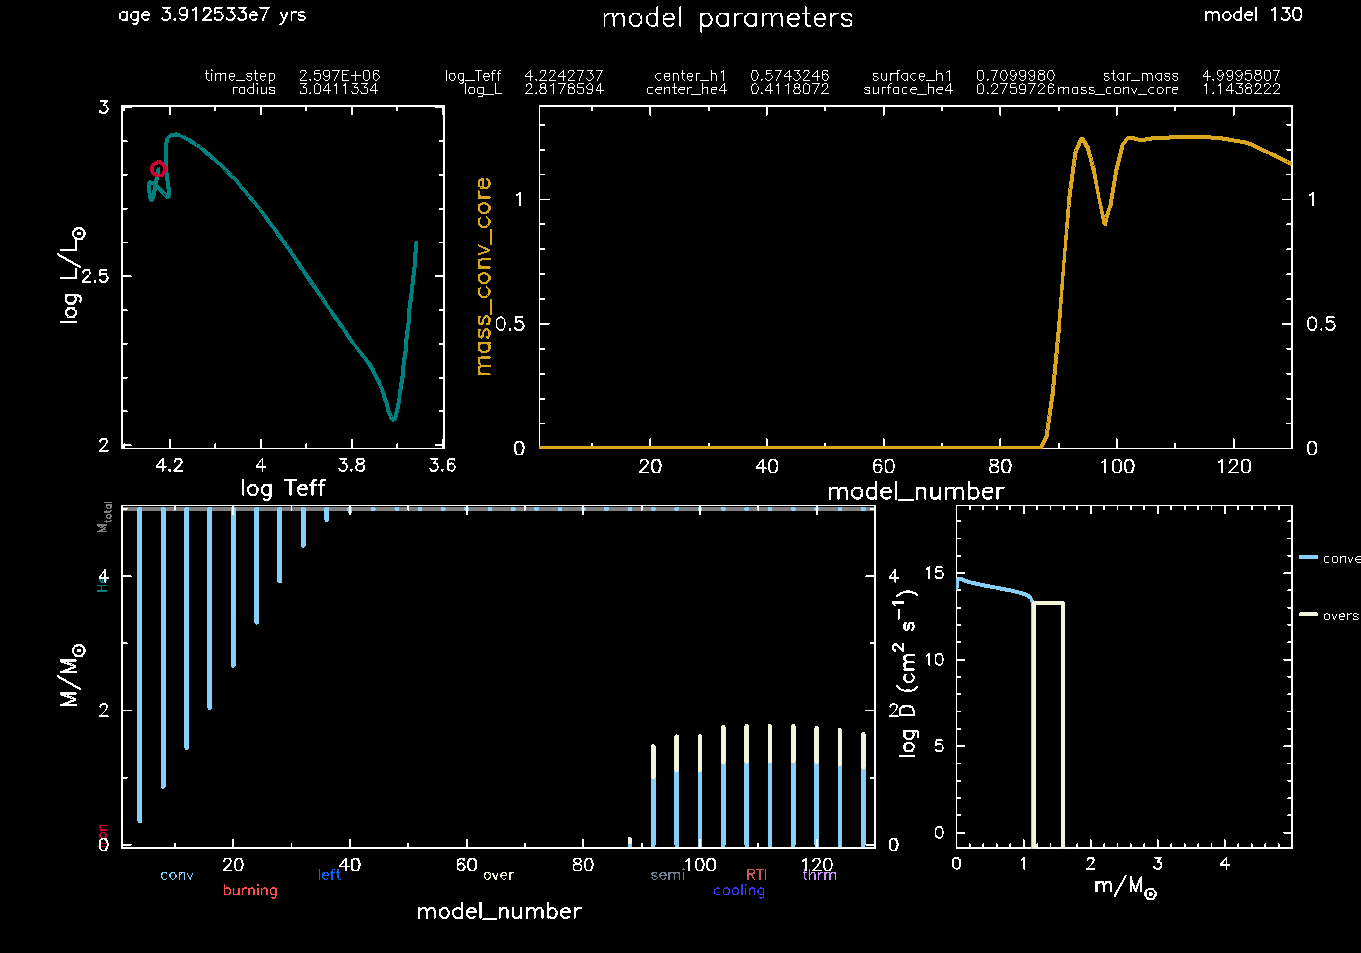 age 3.912533e7 yrs
model parameters
model 130
time_step 2.597E+06 log_Teff 4.2242737 center_h1 0.5743246 surface_h1 0.7099980 star_mass 4.9995807
radius 3.0411334 log_L 2.8176594 center_he4 0.4118072 surface_he4 0.2759726 mass_conv_core 1.1438222
3
2.5
2
log L/L⊙
4.2 4 3.8 3.6
log Teff
mass_conv_core
1
0.5
0
1
0.5
0
20 40 60 80 100 120
model_number
M_total
He
4
2
0
M/M⊙
4
2
0
20 40 60 80 100 120
conv left over semi RTI thrm
burning cooling
model_number
log D (cm² s⁻¹)
15
10
5
0
0 1 2 3 4
m/M⊙
conve
overs